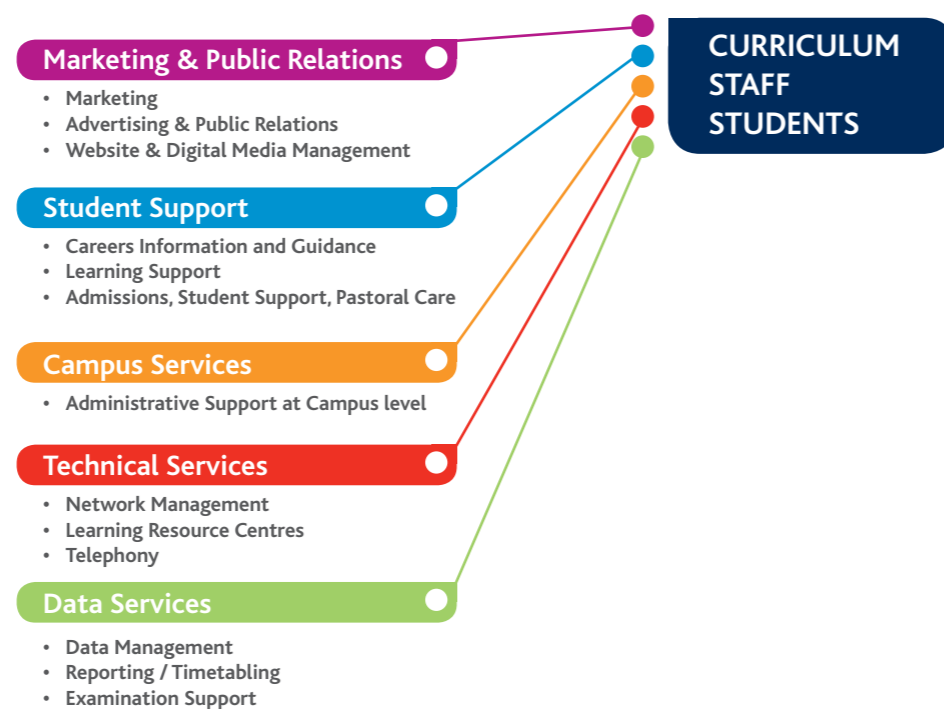 Marketing & Public Relations
• Marketing
• Advertising & Public Relations
• Website & Digital Media Management
Student Support
• Careers Information and Guidance
• Learning Support
• Admissions, Student Support, Pastoral Care
Campus Services
• Administrative Support at Campus level
Technical Services
• Network Management
• Learning Resource Centres
• Telephony
Data Services
• Data Management
• Reporting / Timetabling
• Examination Support
CURRICULUM
STAFF
STUDENTS